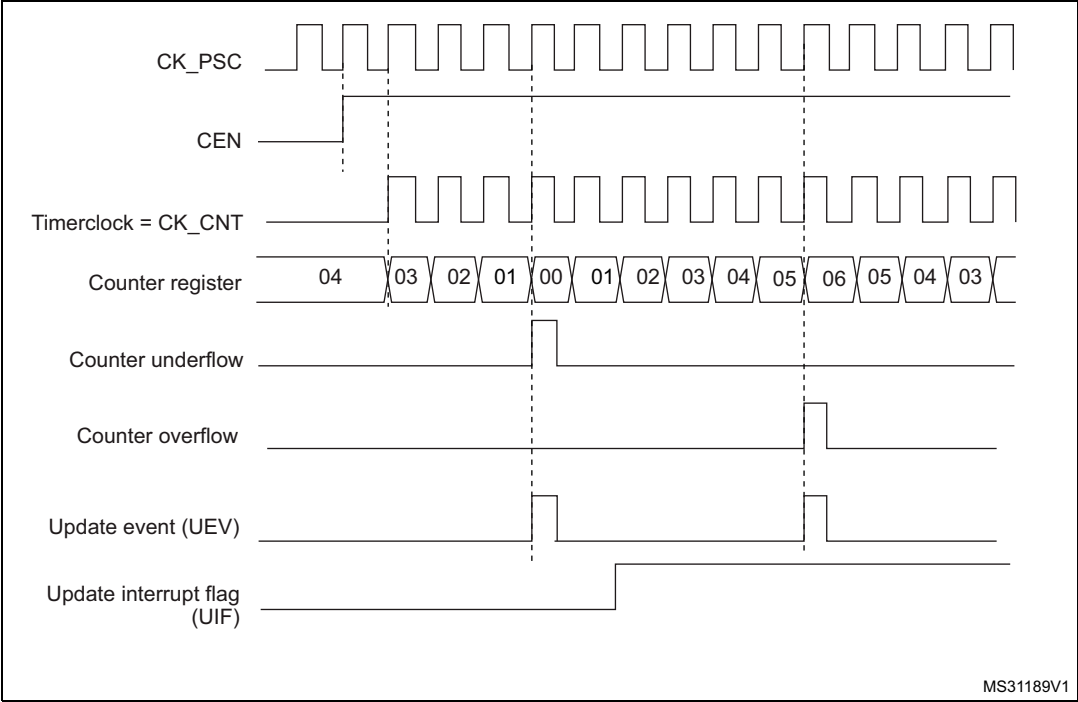 CK_PSC
CEN
Timerclock = CK_CNT
Counter register
04 03 02 01 00 01 02 03 04 05 06 05 04 03
Counter underflow
Counter overflow
Update event (UEV)
Update interrupt flag
(UIF)
MS31189V1